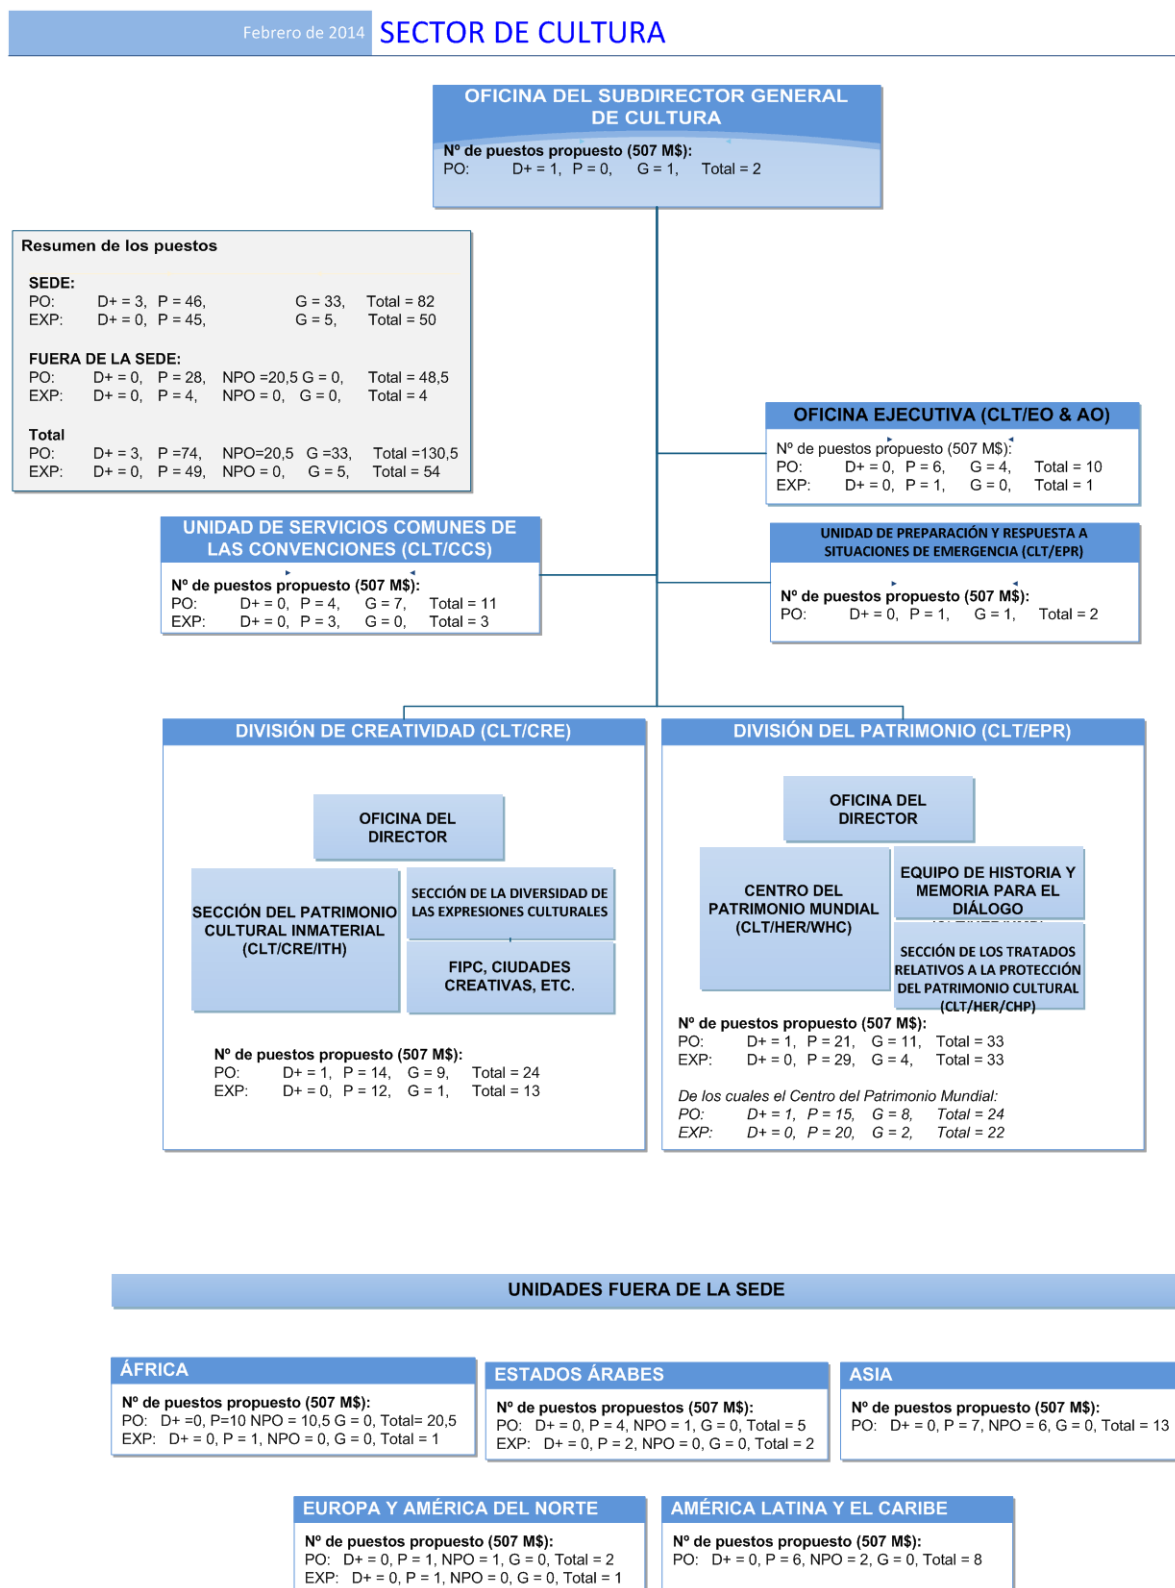 Febrero de 2014 SECTOR DE CULTURA
OFICINA DEL SUBDIRECTOR GENERAL
DE CULTURA
Nº de puestos propuesto (507 M$):
PO: D+ = 1, P = 0, G = 1, Total = 2
Resumen de los puestos
SEDE:
PO: D+ = 3, P = 46, G = 33, Total = 82
EXP: D+ = 0, P = 45, G = 5, Total = 50
FUERA DE LA SEDE:
PO: D+ = 0, P = 28, NPO =20,5 G = 0, Total = 48,5
EXP: D+ = 0, P = 4, NPO = 0, G = 0, Total = 4
Total
PO: D+ = 3, P =74, NPO=20,5 G =33, Total =130,5
EXP: D+ = 0, P = 49, NPO = 0, G = 5, Total = 54
OFICINA EJECUTIVA (CLT/EO & AO)
Nº de puestos propuesto (507 M$):
PO: D+ = 0, P = 6, G = 4, Total = 10
EXP: D+ = 0, P = 1, G = 0, Total = 1
UNIDAD DE SERVICIOS COMUNES DE
LAS CONVENCIONES (CLT/CCS)
Nº de puestos propuesto (507 M$):
PO: D+ = 0, P = 4, G = 7, Total = 11
EXP: D+ = 0, P = 3, G = 0, Total = 3
UNIDAD DE PREPARACIÓN Y RESPUESTA A
SITUACIONES DE EMERGENCIA (CLT/EPR)
Nº de puestos propuesto (507 M$):
PO: D+ = 0, P = 1, G = 1, Total = 2
DIVISIÓN DE CREATIVIDAD (CLT/CRE)
OFICINA DEL
DIRECTOR
SECCIÓN DEL PATRIMONIO
CULTURAL INMATERIAL
(CLT/CRE/ITH)
SECCIÓN DE LA DIVERSIDAD DE
LAS EXPRESIONES CULTURALES
FIPC, CIUDADES
CREATIVAS, ETC.
Nº de puestos propuesto (507 M$):
PO: D+ = 1, P = 14, G = 9, Total = 24
EXP: D+ = 0, P = 12, G = 1, Total = 13
DIVISIÓN DEL PATRIMONIO (CLT/EPR)
OFICINA DEL
DIRECTOR
CENTRO DEL
PATRIMONIO MUNDIAL
(CLT/HER/WHC)
EQUIPO DE HISTORIA Y
MEMORIA PARA EL
DIÁLOGO
SECCIÓN DE LOS TRATADOS
RELATIVOS A LA PROTECCIÓN
DEL PATRIMONIO CULTURAL
(CLT/HER/CHP)
Nº de puestos propuesto (507 M$):
PO: D+ = 1, P = 21, G = 11, Total = 33
EXP: D+ = 0, P = 29, G = 4, Total = 33
De los cuales el Centro del Patrimonio Mundial:
PO: D+ = 1, P = 15, G = 8, Total = 24
EXP: D+ = 0, P = 20, G = 2, Total = 22
UNIDADES FUERA DE LA SEDE
ÁFRICA
Nº de puestos propuesto (507 M$):
PO: D+ =0, P=10 NPO = 10,5 G = 0, Total= 20,5
EXP: D+ = 0, P = 1, NPO = 0, G = 0, Total = 1
ESTADOS ÁRABES
Nº de puestos propuestos (507 M$):
PO: D+ = 0, P = 4, NPO = 1, G = 0, Total = 5
EXP: D+ = 0, P = 2, NPO = 0, G = 0, Total = 2
ASIA
Nº de puestos propuesto (507 M$):
PO: D+ = 0, P = 7, NPO = 6, G = 0, Total = 13
EUROPA Y AMÉRICA DEL NORTE
Nº de puestos propuesto (507 M$):
PO: D+ = 0, P = 1, NPO = 1, G = 0, Total = 2
EXP: D+ = 0, P = 1, NPO = 0, G = 0, Total = 1
AMÉRICA LATINA Y EL CARIBE
Nº de puestos propuesto (507 M$):
PO: D+ = 0, P = 6, NPO = 2, G = 0, Total = 8